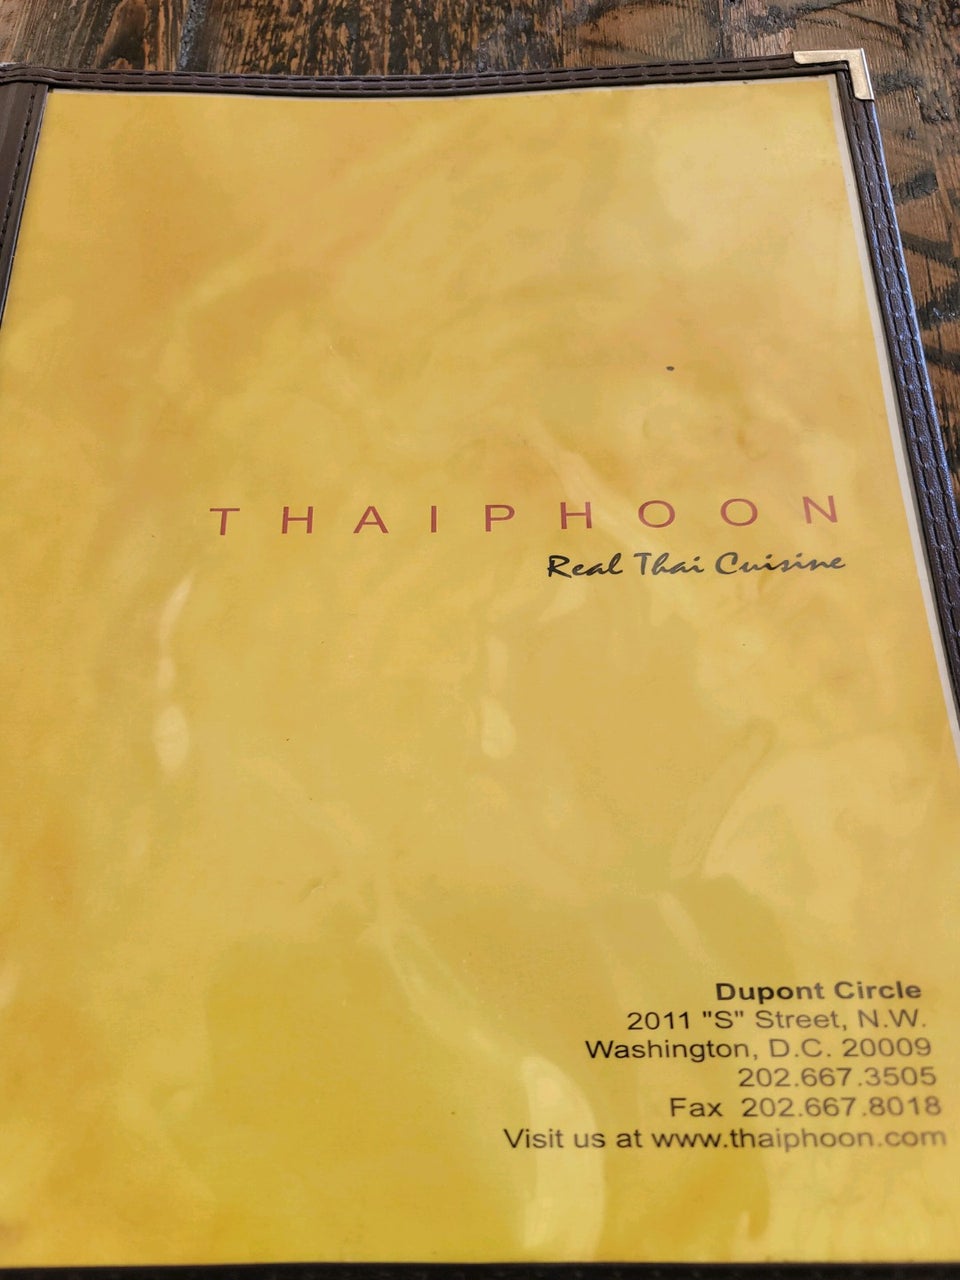 THAIPHOON
Real Thai Cuisine
Dupont Circle
2011 "S" Street, N.W.
Washington, D.C. 20009
202.667.3505
Fax 202.667.8018
Visit us at www.thaiphoon.com